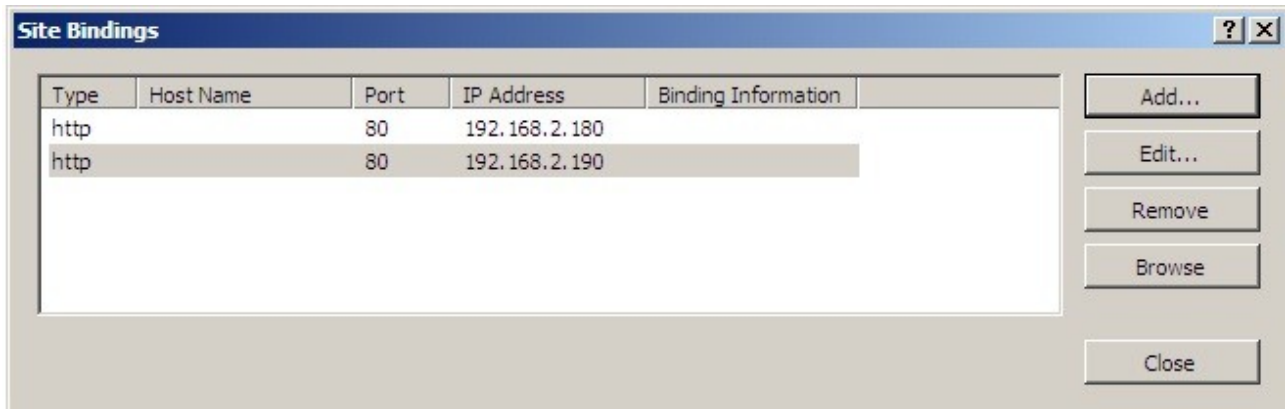 Site Bindings ? X
Type Host Name Port IP Address Binding Information
http 80 192.168.2.180
http 80 192.168.2.190
Add...
Edit...
Remove
Browse
Close